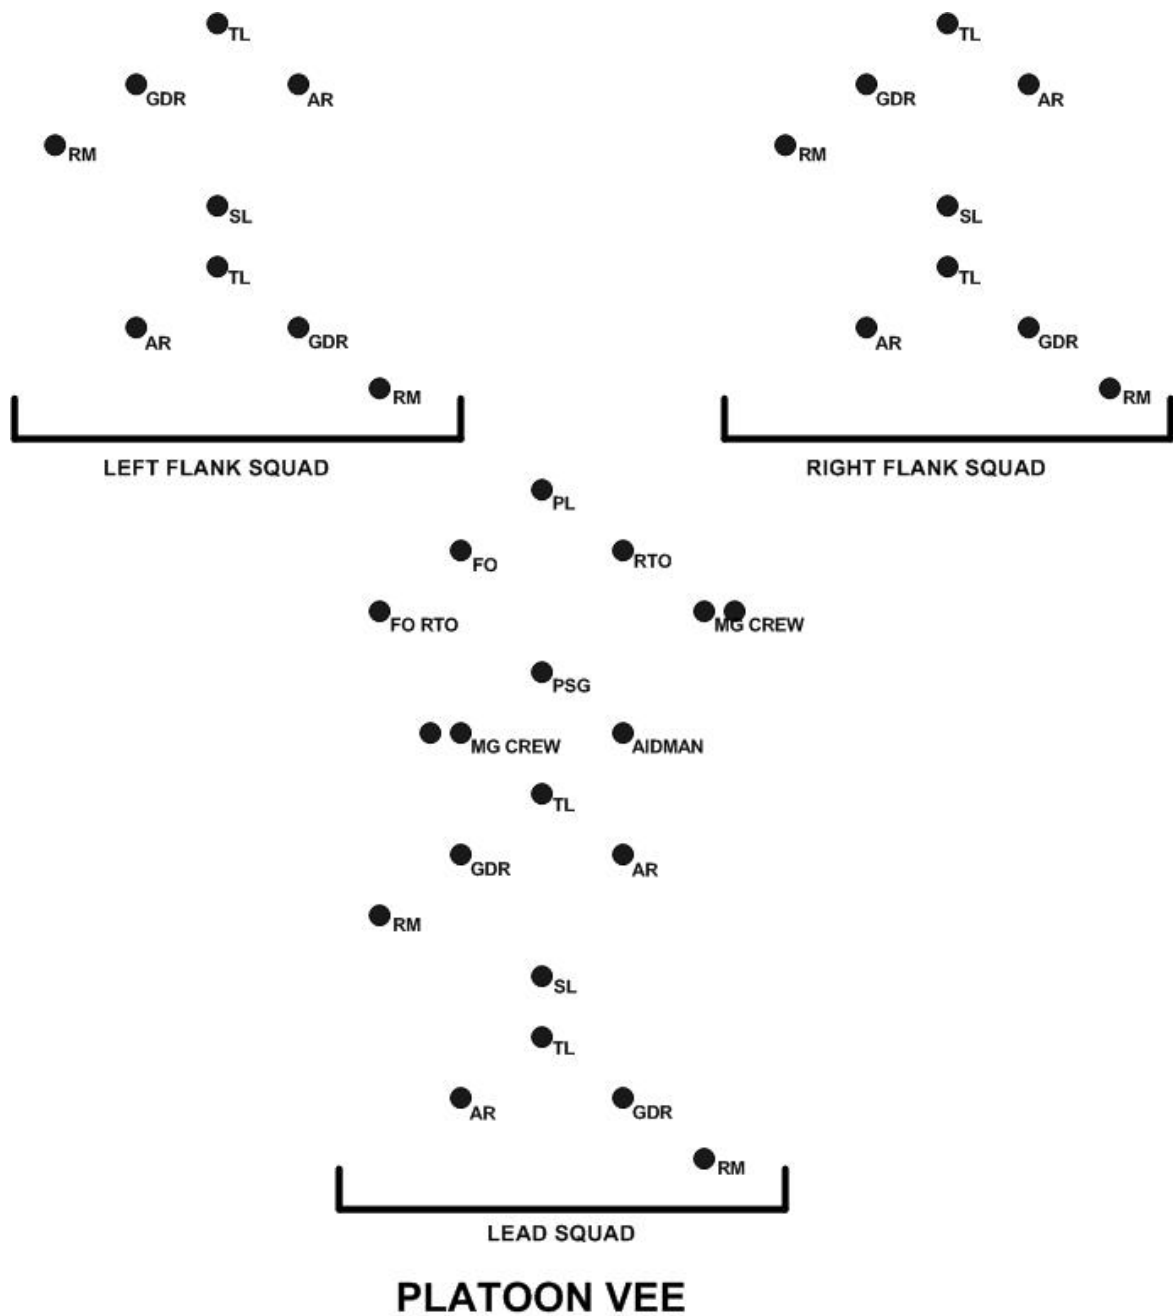 TL
TL
GDR
AR
GDR
AR
RM
RM
SL
SL
TL
TL
AR
GDR
AR
GDR
RM
RM
LEFT FLANK SQUAD
RIGHT FLANK SQUAD
PL
FO
RTO
FO RTO
MG CREW
PSG
MG CREW
AIDMAN
TL
GDR
AR
RM
SL
TL
AR
GDR
RM
LEAD SQUAD
PLATOON VEE